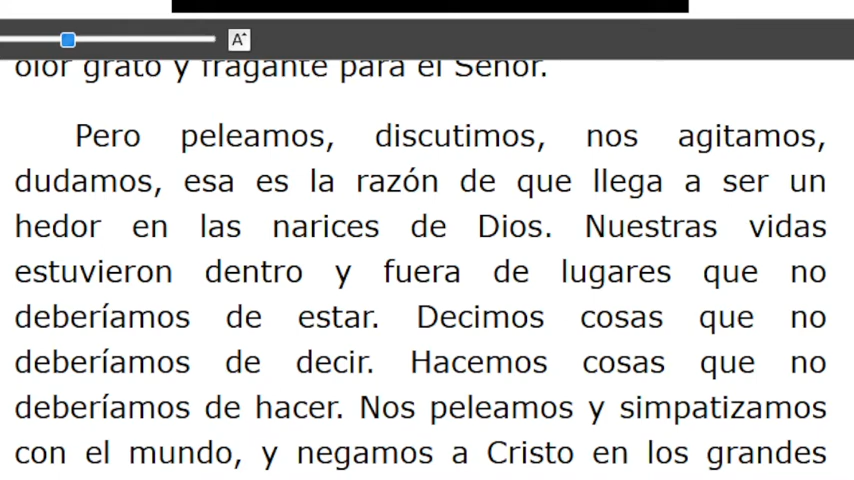 A
olor grato y fragante para el Señor.
Pero peleamos, discutimos, nos agitamos,
dudamos, esa es la razón de que llega a ser un
hedor en las narices de Dios. Nuestras vidas
estuvieron dentro y fuera de lugares que no
deberíamos de estar. Decimos cosas que no
deberíamos de decir. Hacemos cosas que no
deberíamos de hacer. Nos peleamos y simpatizamos
con el mundo, y negamos a Cristo en los grandes